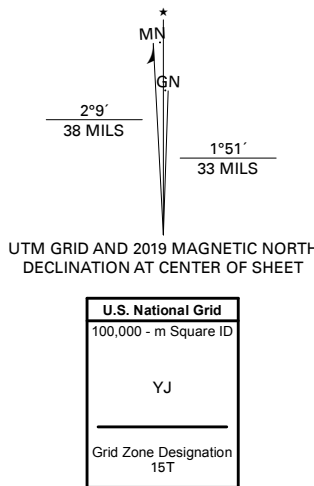 ★
MN
GN
2°9´
38 MILS
1°51´
33 MILS
UTM GRID AND 2019 MAGNETIC NORTH
DECLINATION AT CENTER OF SHEET
U.S. National Grid
100,000 - m Square ID
YJ
Grid Zone Designation
15T